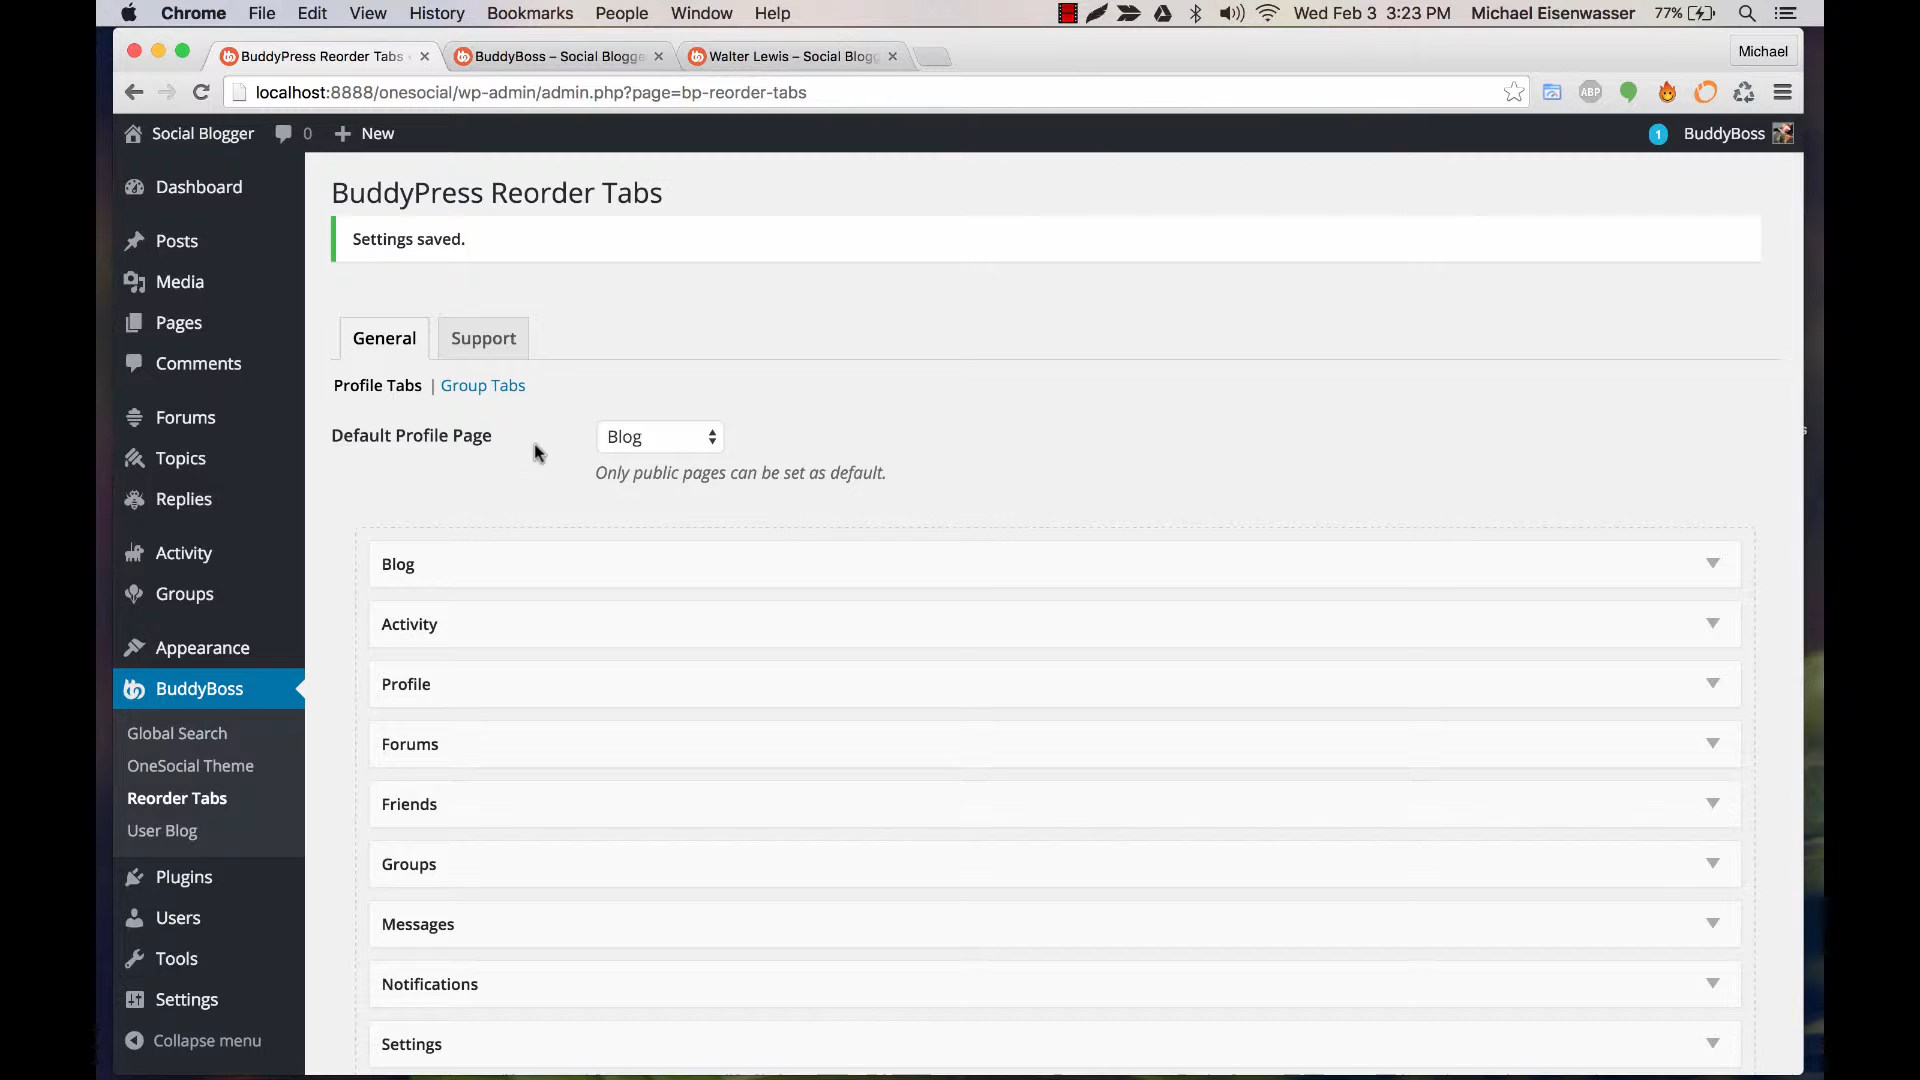 Chrome File Edit View History Bookmarks People Window Help Wed Feb 3 3:23 PM Michael Eisenwasser 77%
BuddyPress Reorder Tabs BuddyBoss – Social Blogge Walter Lewis – Social Blogg Michael
localhost:8888/onesocial/wp-admin/admin.php?page=bp-reorder-tabs ABP
Social Blogger 0 New 1 BuddyBoss
Dashboard
Posts
Media
Pages
Comments
Forums
Topics
Replies
Activity
Groups
Appearance
BuddyBoss
Global Search
OneSocial Theme
Reorder Tabs
User Blog
Plugins
Users
Tools
Settings
Collapse menu
BuddyPress Reorder Tabs
Settings saved.
General Support
Profile Tabs | Group Tabs
Default Profile Page Blog
Only public pages can be set as default.
Blog
Activity
Profile
Forums
Friends
Groups
Messages
Notifications
Settings